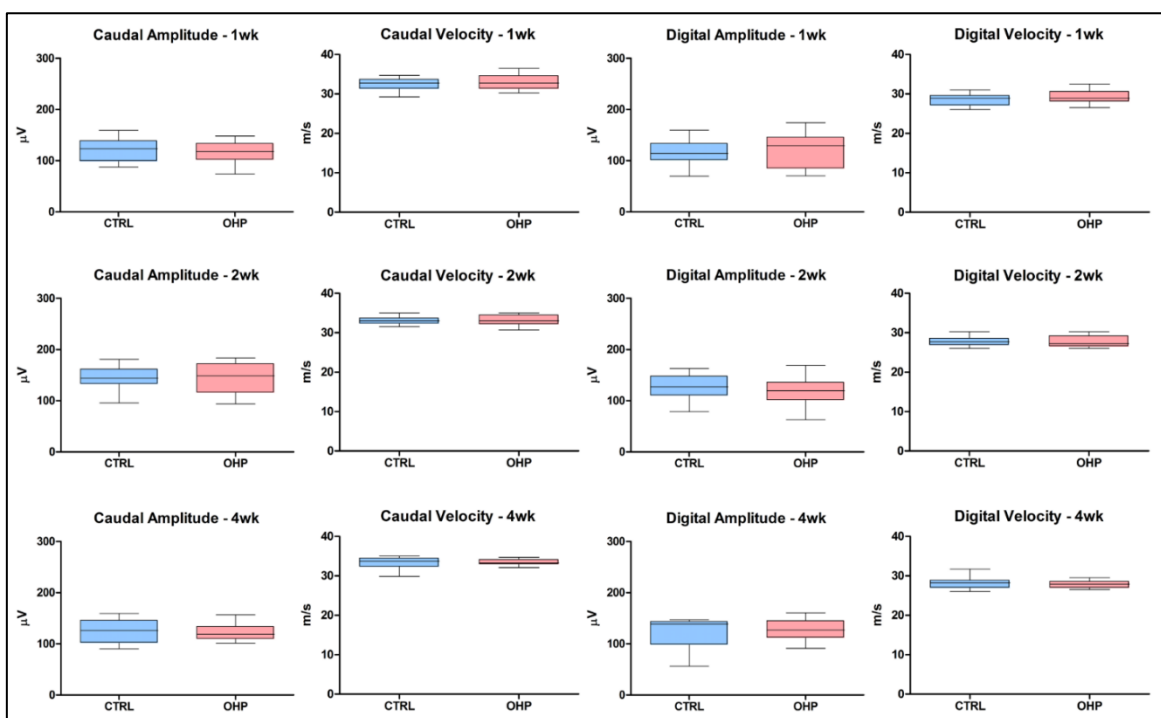 Caudal Amplitude - 1wk
300
200
100
0
µV
CTRL
OHP
Caudal Velocity - 1wk
40
30
20
10
0
m/s
CTRL
OHP
Digital Amplitude - 1wk
300
200
100
0
µV
CTRL
OHP
Digital Velocity - 1wk
40
30
20
10
0
m/s
CTRL
OHP
Caudal Amplitude - 2wk
300
200
100
0
µV
CTRL
OHP
Caudal Velocity - 2wk
40
30
20
10
0
m/s
CTRL
OHP
Digital Amplitude - 2wk
300
200
100
0
µV
CTRL
OHP
Digital Velocity - 2wk
40
30
20
10
0
m/s
CTRL
OHP
Caudal Amplitude - 4wk
300
200
100
0
µV
CTRL
OHP
Caudal Velocity - 4wk
40
30
20
10
0
m/s
CTRL
OHP
Digital Amplitude - 4wk
300
200
100
0
µV
CTRL
OHP
Digital Velocity - 4wk
40
30
20
10
0
m/s
CTRL
OHP